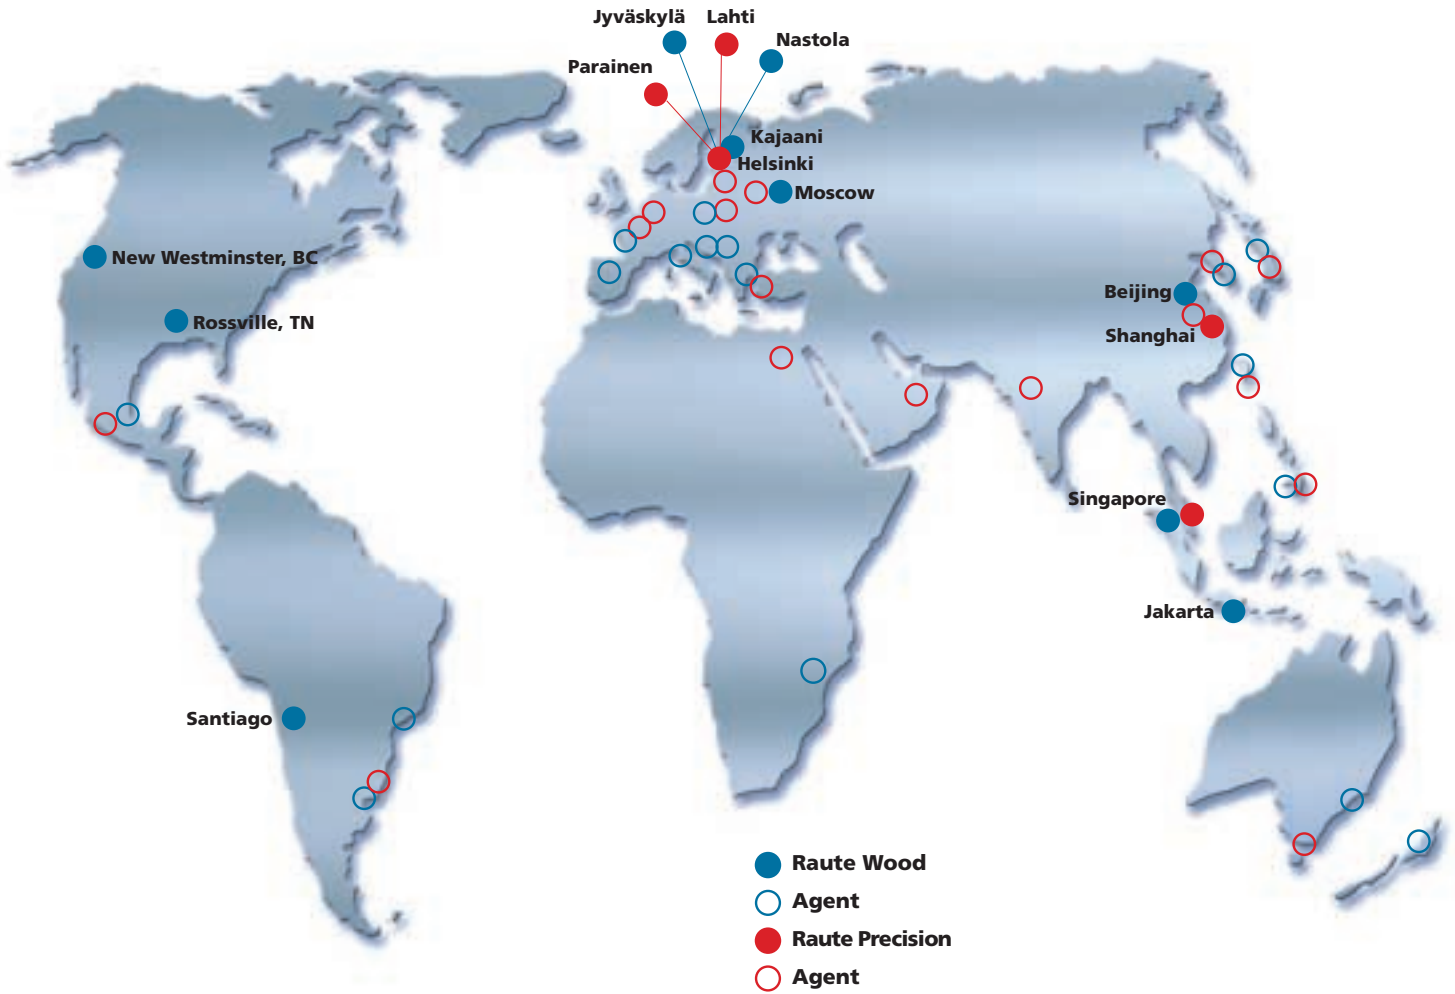 Jyväskylä
Lahti
Nastola
Parainen
Kajaani
Helsinki
Moscow
New Westminster, BC
Rossville, TN
Beijing
Shanghai
Singapore
Jakarta
Santiago
Raute Wood
Agent
Raute Precision
Agent